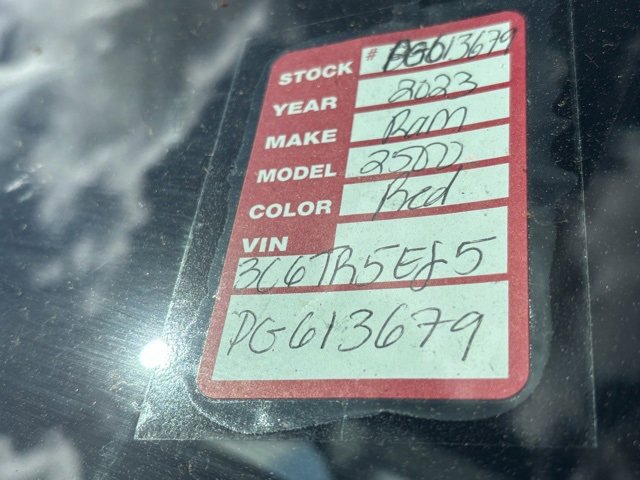 STOCK # PG613679
YEAR 2023
MAKE Ram
MODEL 2500
COLOR Red
VIN
3C6TR5EJ5
PG613679